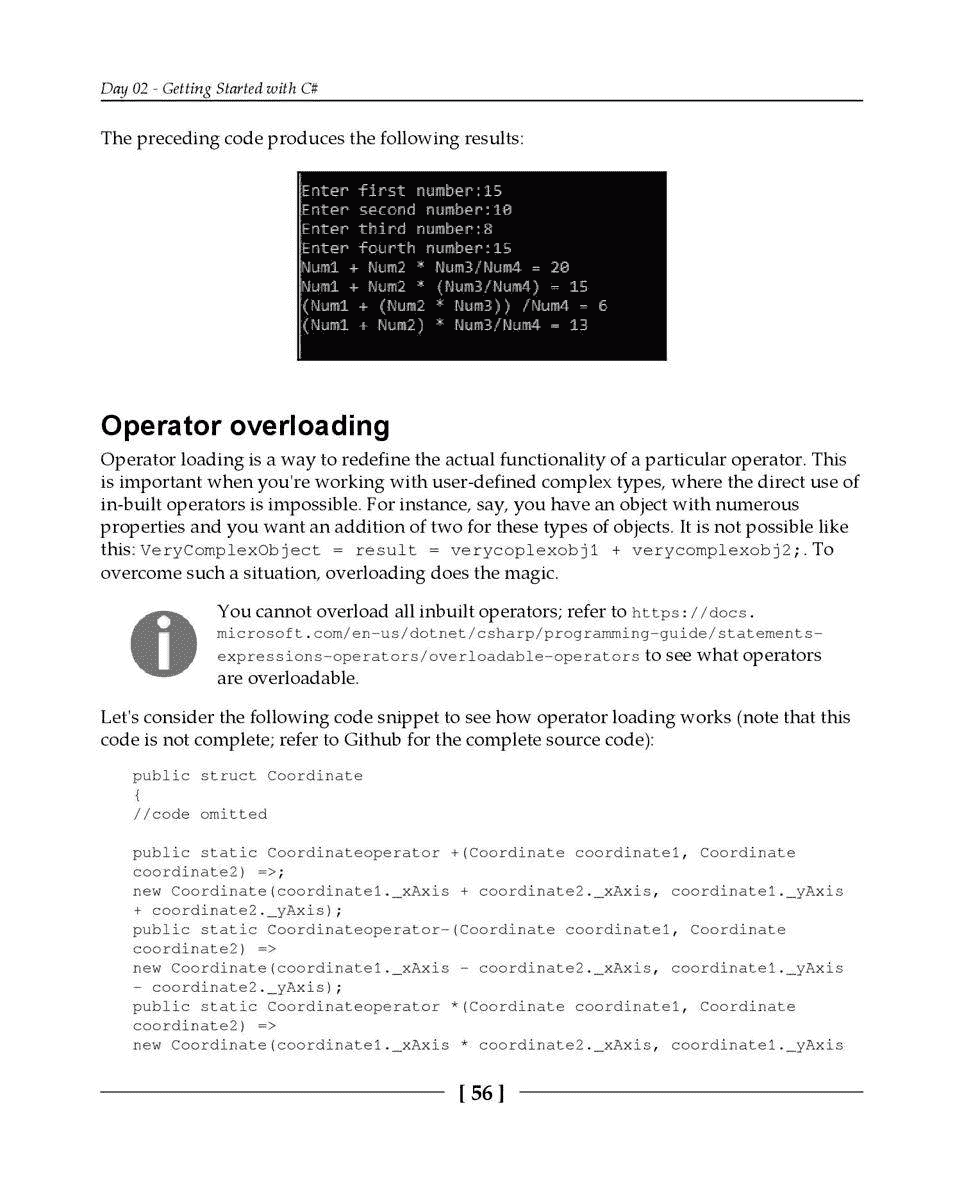 Day 02 - Getting Started with C#
The preceding code produces the following results:
Enter first number:15
Enter second number:10
Enter third number:8
Enter fourth number:15
Num1 + Num2 * Num3/Num4 = 20
Num1 + Num2 * (Num3/Num4) = 15
(Num1 + (Num2 * Num3)) /Num4 = 6
(Num1 + Num2) * Num3/Num4 = 13
Operator overloading
Operator loading is a way to redefine the actual functionality of a particular operator. This
is important when you're working with user-defined complex types, where the direct use of
in-built operators is impossible. For instance, say, you have an object with numerous
properties and you want an addition of two for these types of objects. It is not possible like
this: VeryComplexObject = result = verycoplexobj1 + verycomplexobj2;. To
overcome such a situation, overloading does the magic.
You cannot overload all inbuilt operators; refer to https://docs.
microsoft.com/en-us/dotnet/csharp/programming-guide/statements-
expressions-operators/overloadable-operators to see what operators
are overloadable.
Let's consider the following code snippet to see how operator loading works (note that this
code is not complete; refer to Github for the complete source code):
public struct Coordinate
{
//code omitted
public static Coordinateoperator +(Coordinate coordinate1, Coordinate
coordinate2) =>;
new Coordinate(coordinate1._xAxis + coordinate2._xAxis, coordinate1._yAxis
+ coordinate2._yAxis);
public static Coordinateoperator-(Coordinate coordinate1, Coordinate
coordinate2) =>
new Coordinate(coordinate1._xAxis - coordinate2._xAxis, coordinate1._yAxis
- coordinate2._yAxis);
public static Coordinateoperator *(Coordinate coordinate1, Coordinate
coordinate2) =>
new Coordinate(coordinate1._xAxis * coordinate2._xAxis, coordinate1._yAxis
[ 56 ]